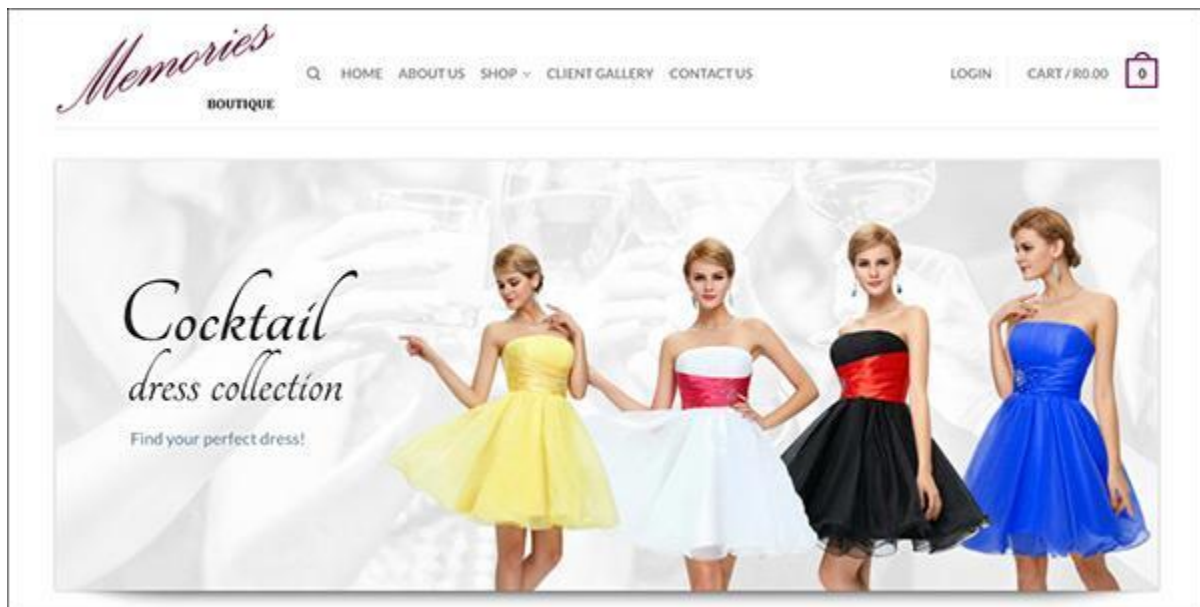 Memories
BOUTIQUE
HOME ABOUT US SHOP CLIENT GALLERY CONTACT US
LOGIN CART / R0.00 0
Cocktail
dress collection
Find your perfect dress!